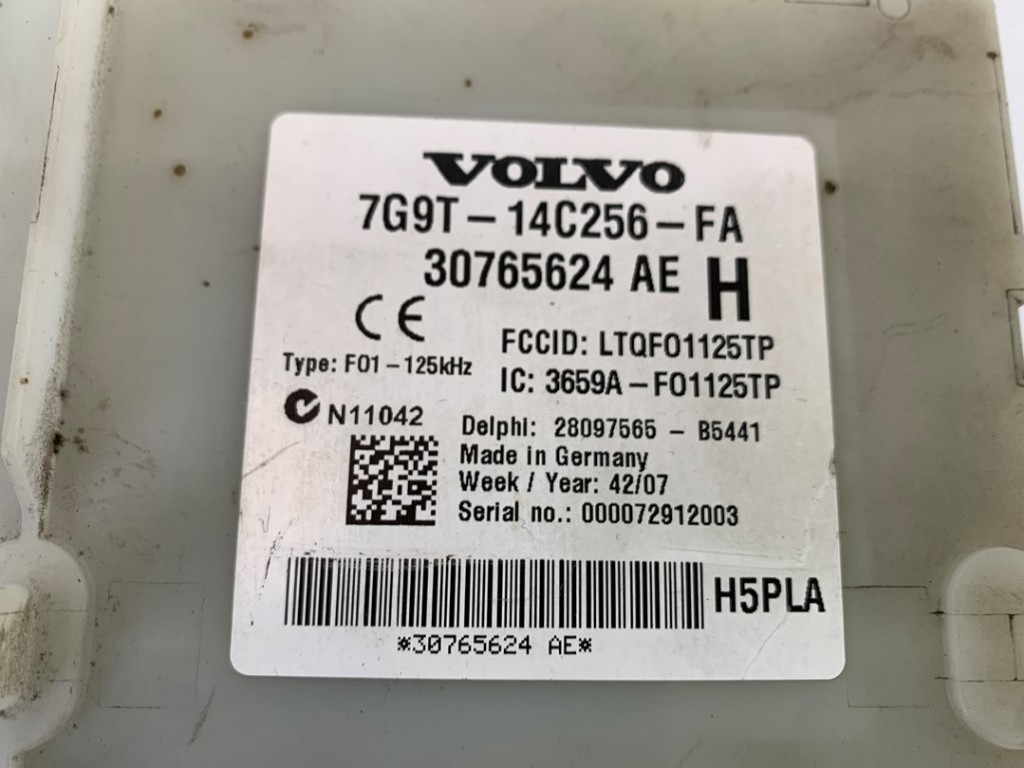 VOLVO
7G9T-14C256-FA
30765624 AE H
CE
FCCID: LTQFO1125TP
Type: F01-125kHz
IC: 3659A-FO1125TP
N11042
Delphi: 28097565 - B5441
Made in Germany
Week / Year: 42/07
Serial no.: 000072912003
H5PLA
*30765624 AE*